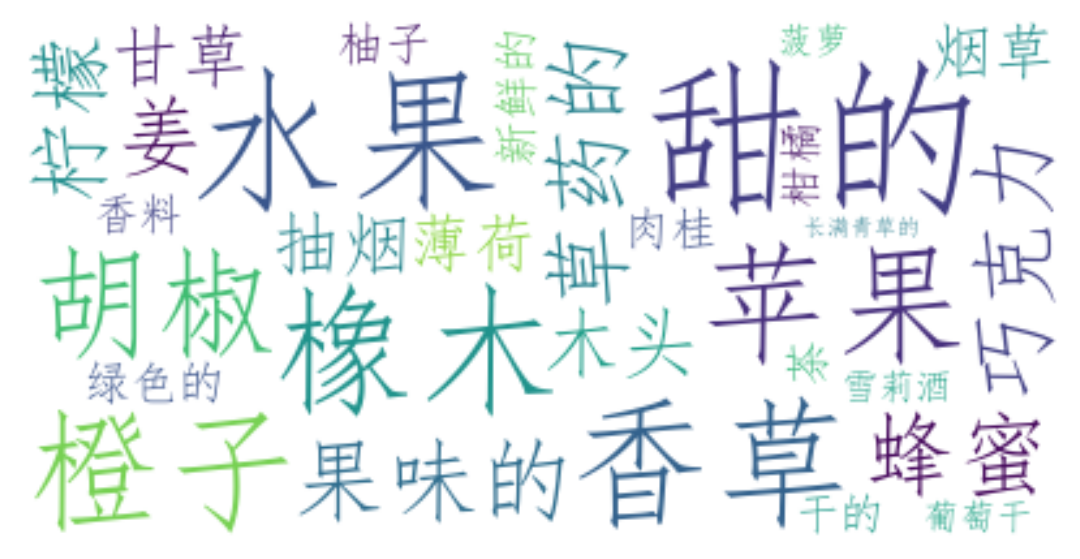 柠檬
甘草
柚子
新鲜的
草药的
菠萝
烟草
姜
水果
甜的
柑橘
巧克力
香料
抽烟
薄荷
肉桂
长满青草的
胡椒
橡木
木头
苹果
绿色的
茶
雪莉酒
橙子
果味的
香草
蜂蜜
干的
葡萄干